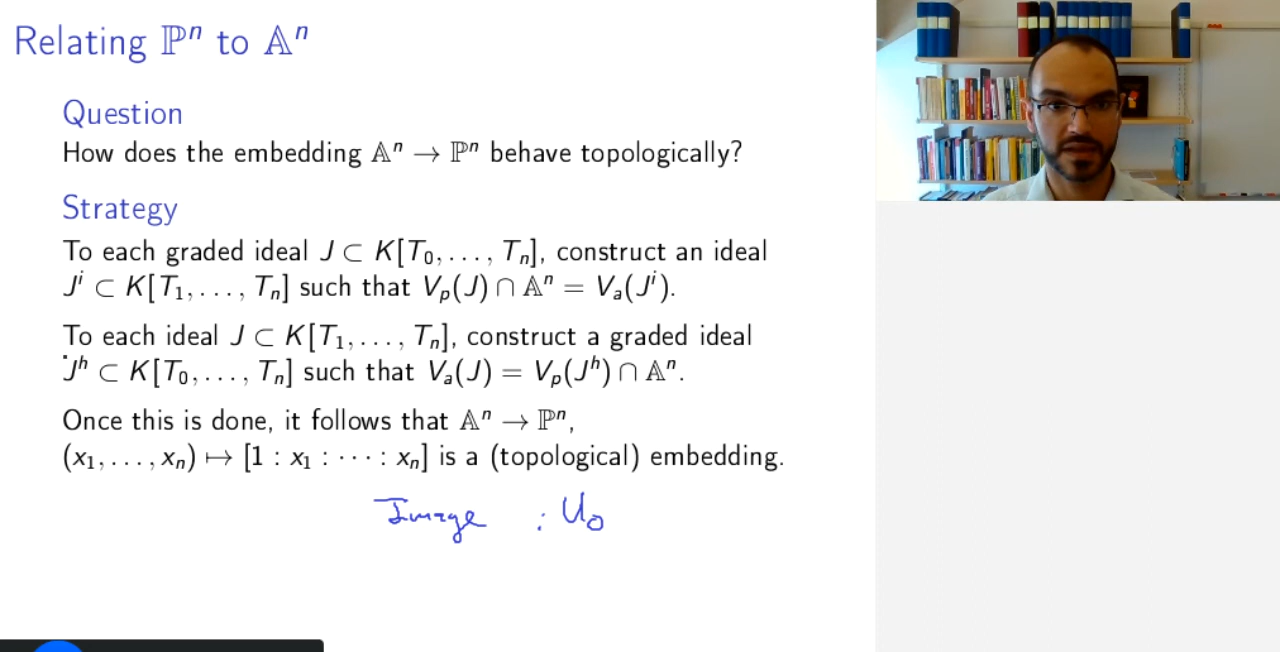 Relating ℙⁿ to 𝔸ⁿ
Question
How does the embedding 𝔸ⁿ → ℙⁿ behave topologically?
Strategy
To each graded ideal J ⊂ K[T₀, . . . , Tₙ], construct an ideal
Jⁱ ⊂ K[T₁, . . . , Tₙ] such that Vₚ(J) ∩ 𝔸ⁿ = Vₐ(Jⁱ).
To each ideal J ⊂ K[T₁, . . . , Tₙ], construct a graded ideal
Jʰ ⊂ K[T₀, . . . , Tₙ] such that Vₐ(J) = Vₚ(Jʰ) ∩ 𝔸ⁿ.
Once this is done, it follows that 𝔸ⁿ → ℙⁿ,
(x₁, . . . , xₙ) ↦ [1 : x₁ : · · · : xₙ] is a (topological) embedding.
Image : U₀